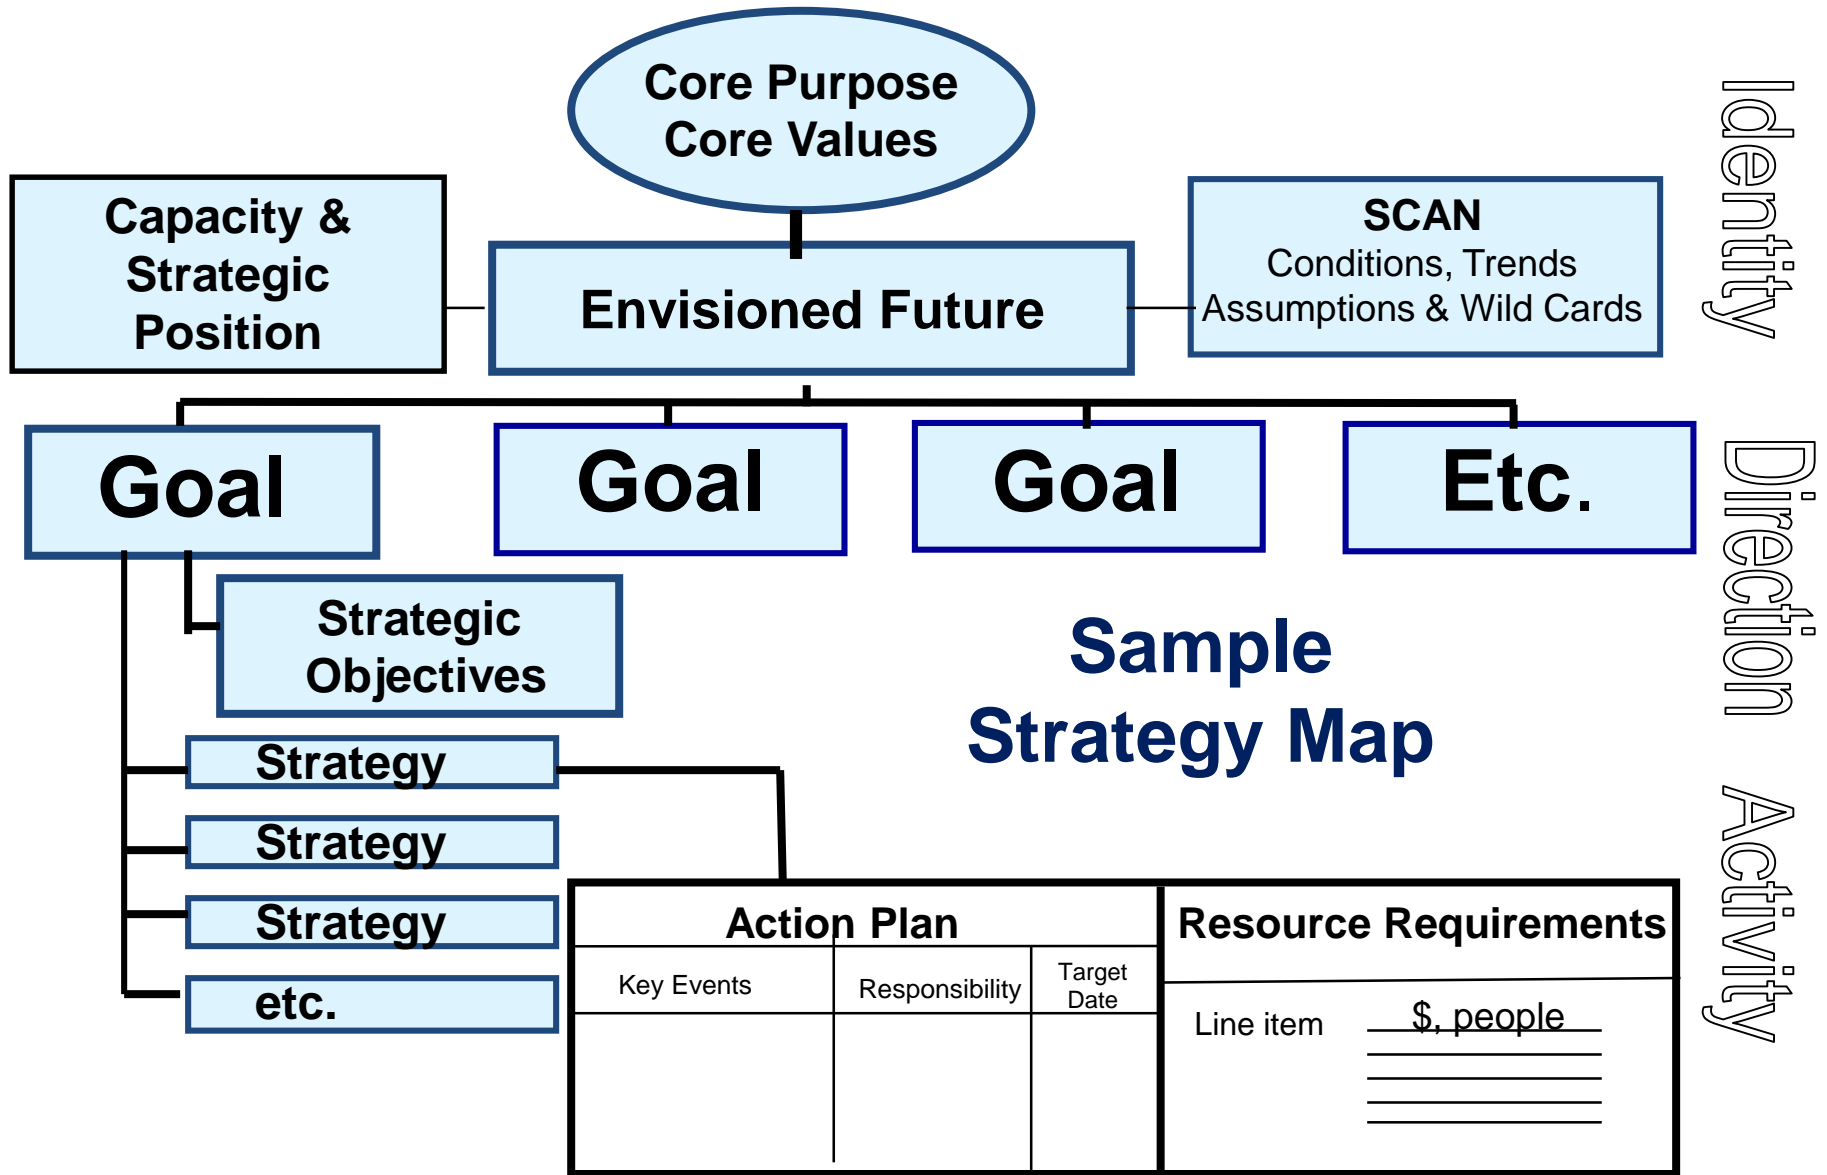 Core Purpose
Core Values
Capacity &
Strategic
Position
Envisioned Future
SCAN
Conditions, Trends
Assumptions & Wild Cards
Identity
Goal
Goal
Goal
Etc.
Direction
Strategic
Objectives
Sample
Strategy Map
Strategy
Strategy
Strategy
etc.
Activity
Action Plan
Key Events
Responsibility
Target
Date
Resource Requirements
Line item
$, people